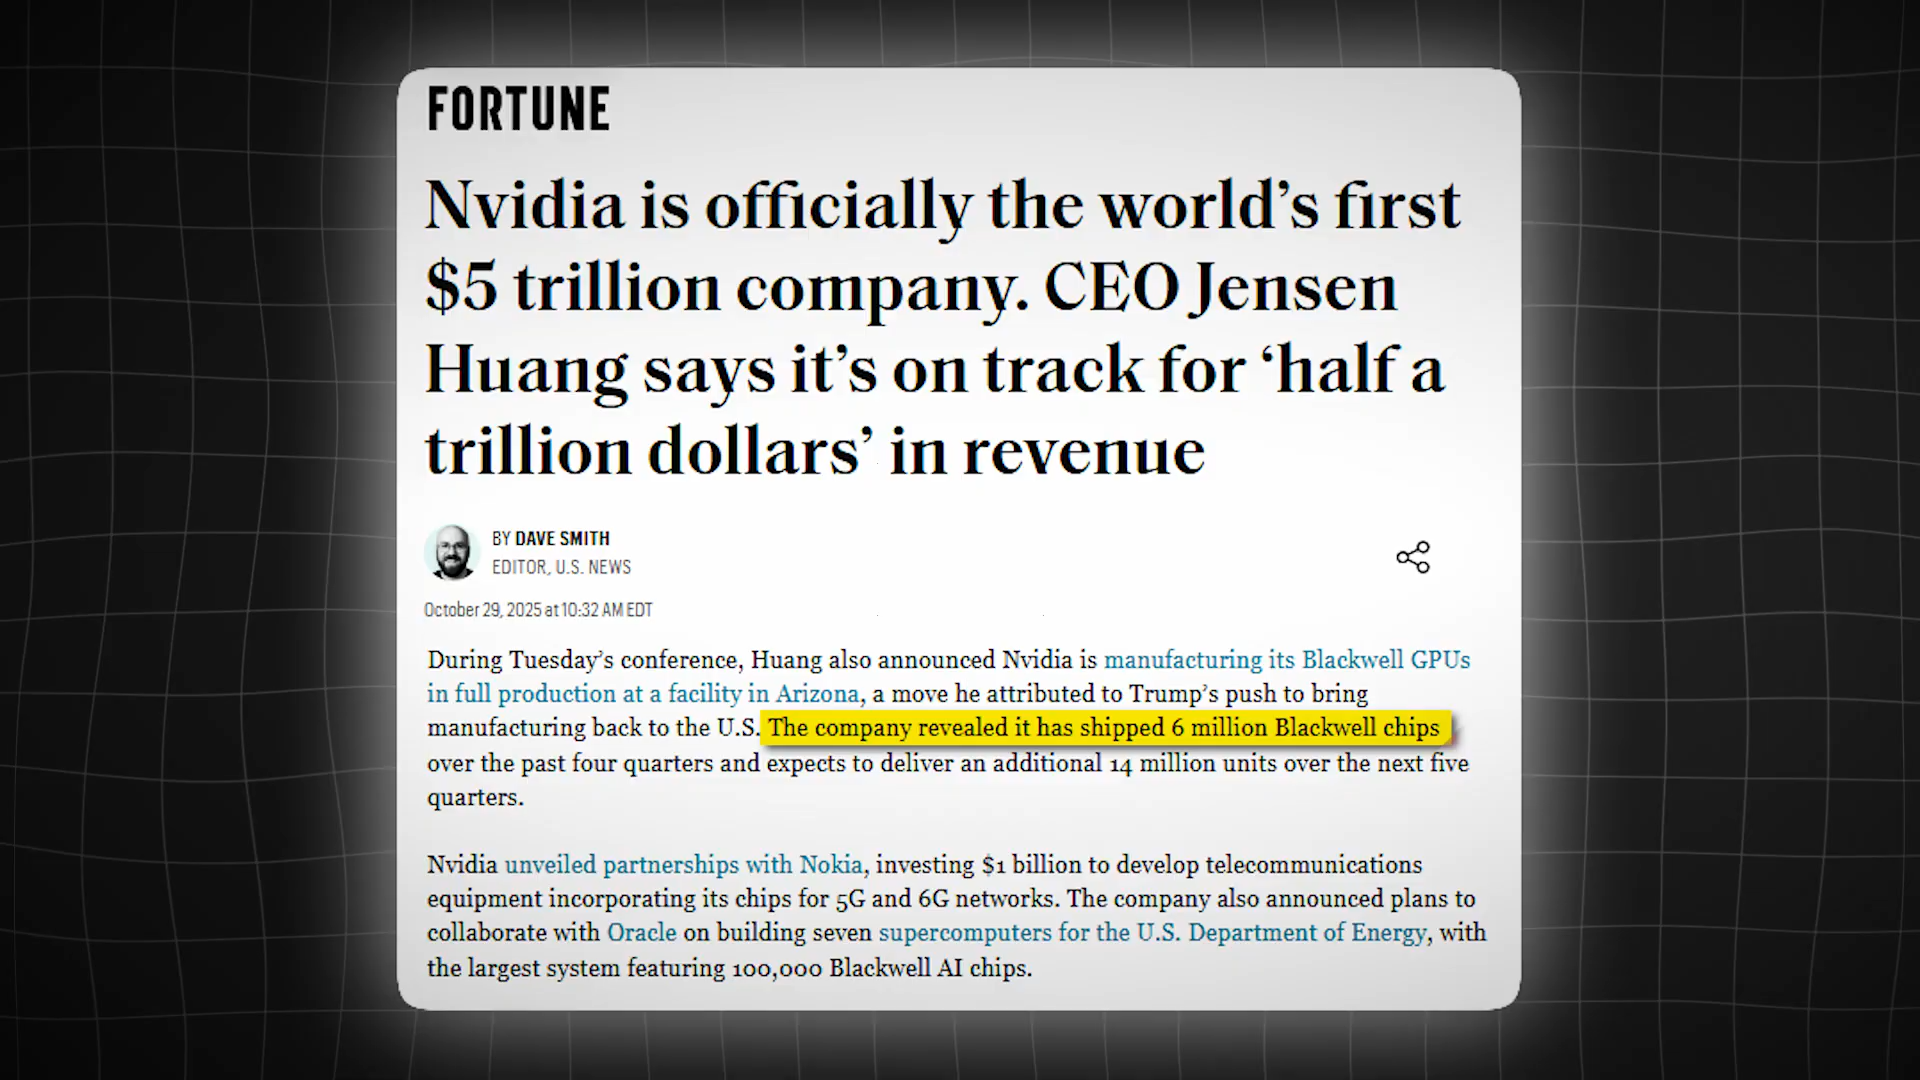 FORTUNE
Nvidia is officially the world’s first
$5 trillion company. CEO Jensen
Huang says it’s on track for ‘half a
trillion dollars’ in revenue
BY DAVE SMITH
EDITOR, U.S. NEWS
October 29, 2025 at 10:32 AM EDT
During Tuesday’s conference, Huang also announced Nvidia is manufacturing its Blackwell GPUs
in full production at a facility in Arizona, a move he attributed to Trump’s push to bring
manufacturing back to the U.S. The company revealed it has shipped 6 million Blackwell chips
over the past four quarters and expects to deliver an additional 14 million units over the next five
quarters.
Nvidia unveiled partnerships with Nokia, investing $1 billion to develop telecommunications
equipment incorporating its chips for 5G and 6G networks. The company also announced plans to
collaborate with Oracle on building seven supercomputers for the U.S. Department of Energy, with
the largest system featuring 100,000 Blackwell AI chips.